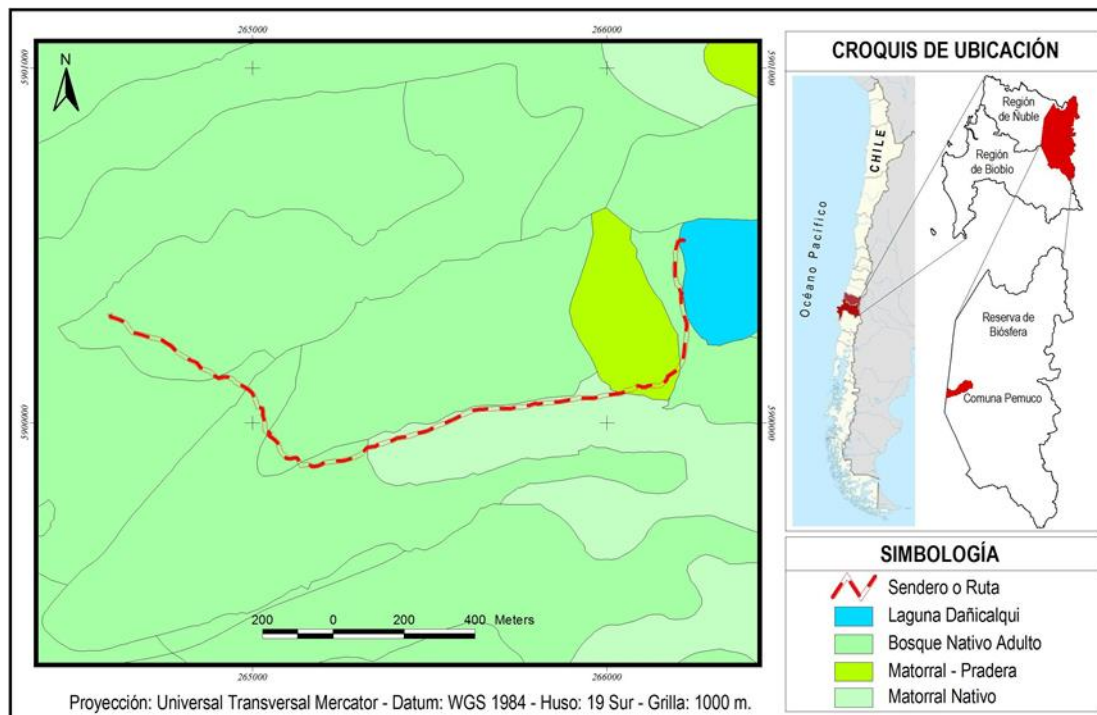 265000
266000
5901000
5901000
N
5900000
5900000
200 0 200 400 Meters
Proyección: Universal Transversal Mercator - Datum: WGS 1984 - Huso: 19 Sur - Grilla: 1000 m.
265000
266000
CROQUIS DE UBICACIÓN
Océano Pacífico
CHILE
Región
de Ñuble
Región
de Biobío
Reserva de
Biósfera
Comuna Pemuco
SIMBOLOGÍA
Sendero o Ruta
Laguna Dañicalqui
Bosque Nativo Adulto
Matorral - Pradera
Matorral Nativo